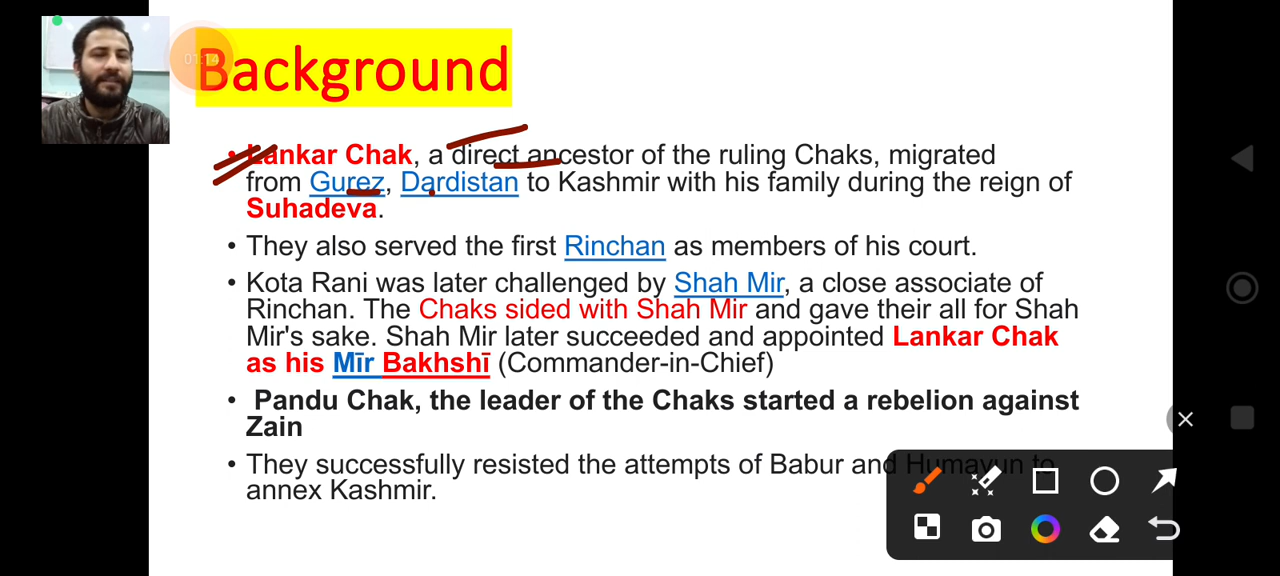 Background
01:14
• Lankar Chak, a direct ancestor of the ruling Chaks, migrated
from Gurez, Dardistan to Kashmir with his family during the reign of
Suhadeva.
• They also served the first Rinchan as members of his court.
• Kota Rani was later challenged by Shah Mir, a close associate of
Rinchan. The Chaks sided with Shah Mir and gave their all for Shah
Mir's sake. Shah Mir later succeeded and appointed Lankar Chak
as his Mīr Bakhshī (Commander-in-Chief)
• Pandu Chak, the leader of the Chaks started a rebelion against
Zain
• They successfully resisted the attempts of Babur and Humayun to
annex Kashmir.